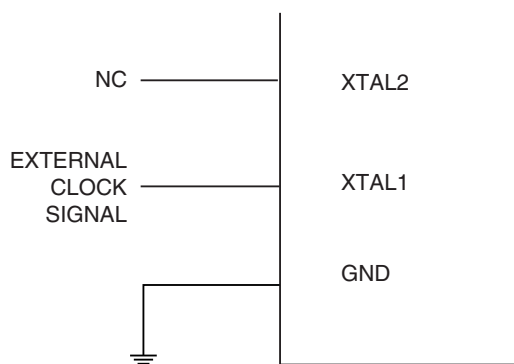 NC
XTAL2
EXTERNAL
CLOCK
SIGNAL
XTAL1
GND